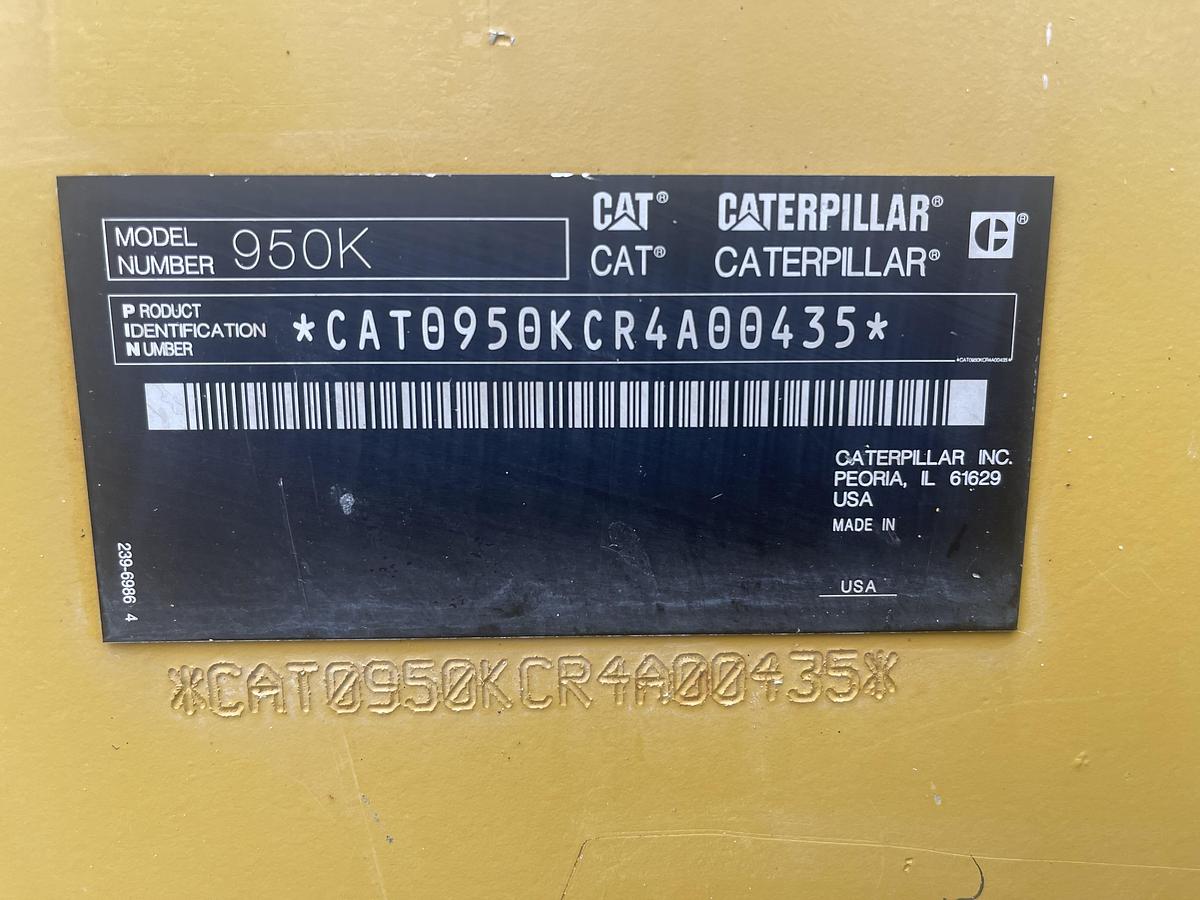 CAT® CATERPILLAR®
CAT® CATERPILLAR®
C®
MODEL
NUMBER 950K
PRODUCT
IDENTIFICATION
NUMBER
*CAT0950KCR4A00435*
*CAT0950KCR4A00435*
CATERPILLAR INC.
PEORIA, IL 61629
USA
MADE IN
USA
239-6986 4
*CAT0950KCR4A00435*